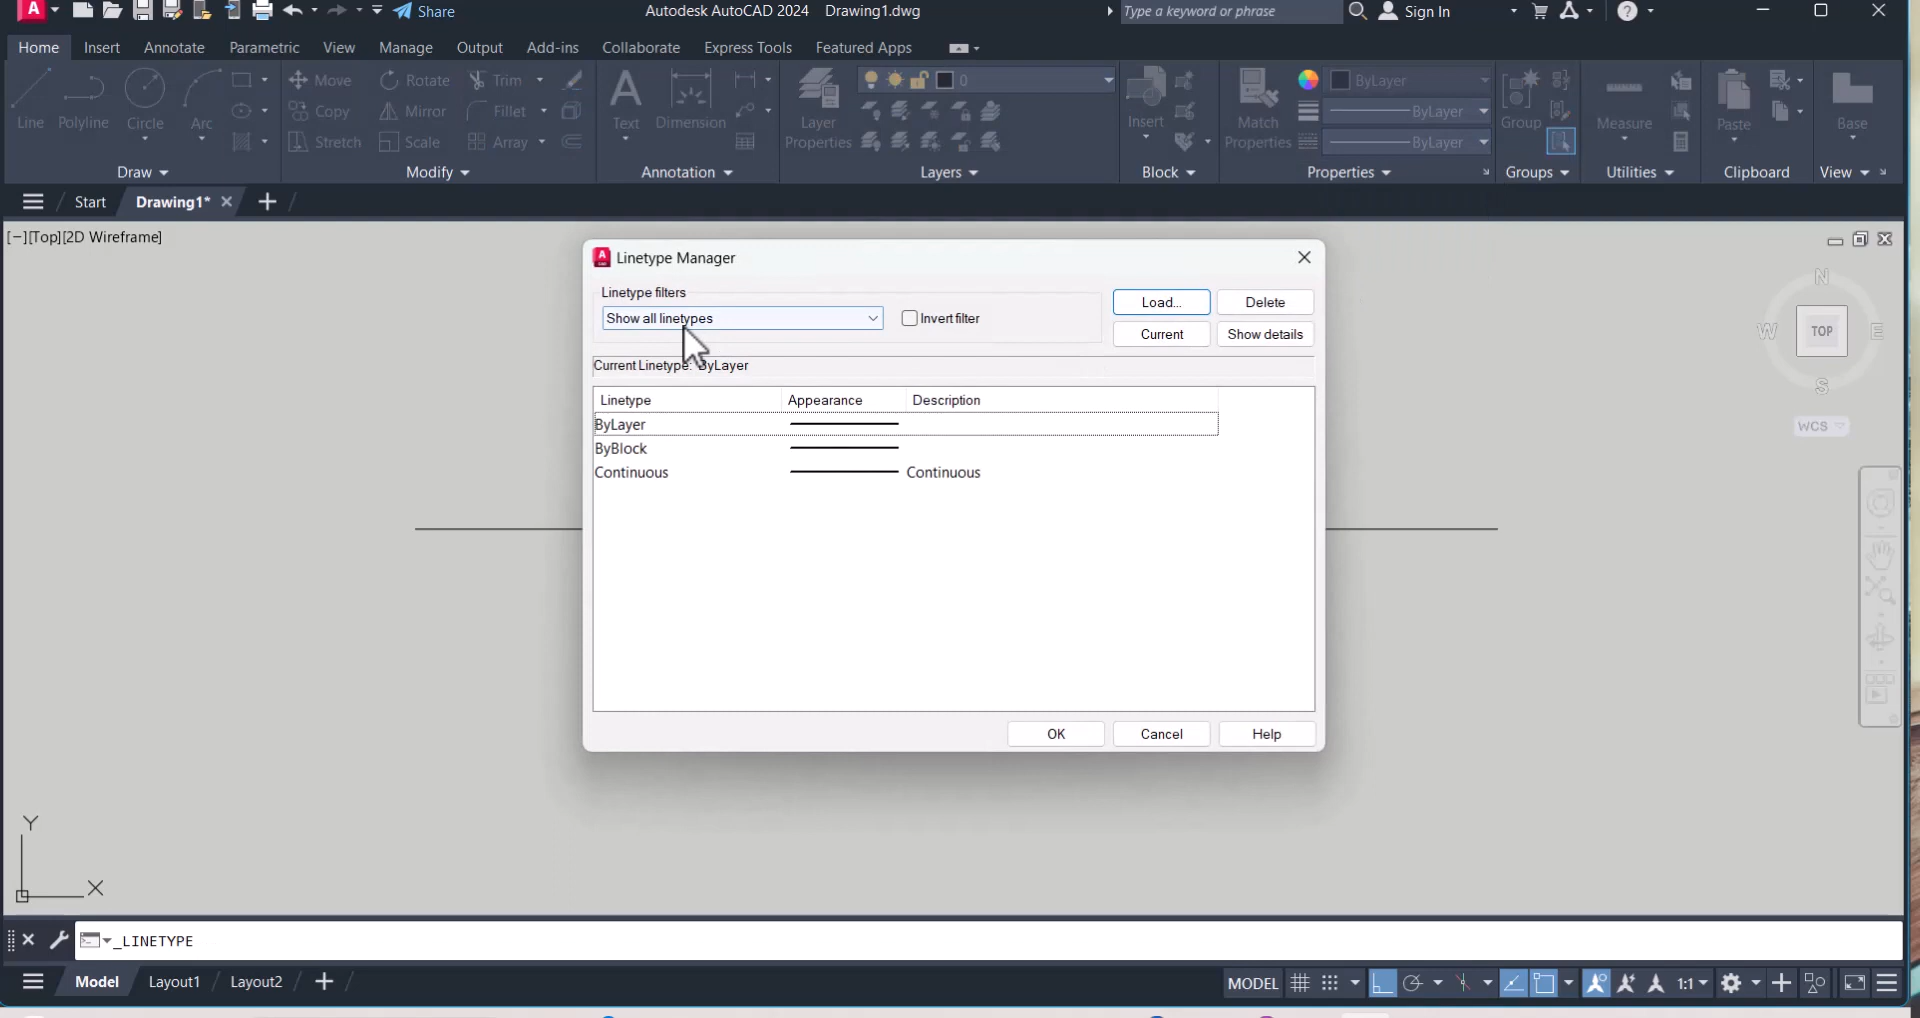 A Share Autodesk AutoCAD 2024 Drawing1.dwg Type a keyword or phrase Sign In
Home Insert Annotate Parametric View Manage Output Add-ins Collaborate Express Tools Featured Apps
Move Rotate Trim 0 ByLayer
Line Polyline Circle Arc Copy Mirror Fillet Text Dimension Layer Properties Insert Match Properties ByLayer Group Measure Paste Base
Stretch Scale Array ByLayer
Draw Modify Annotation Layers Block Properties Groups Utilities Clipboard View
Start Drawing1*
[−][Top][2D Wireframe]
Linetype Manager
Linetype filters
Show all linetypes Invert filter
Load... Delete
Current Show details
Current Linetype: ByLayer
Linetype Appearance Description
ByLayer
ByBlock
Continuous Continuous
OK Cancel Help
N
W TOP E
S
WCS
Y
X
_LINETYPE
Model Layout1 Layout2 MODEL 1:1